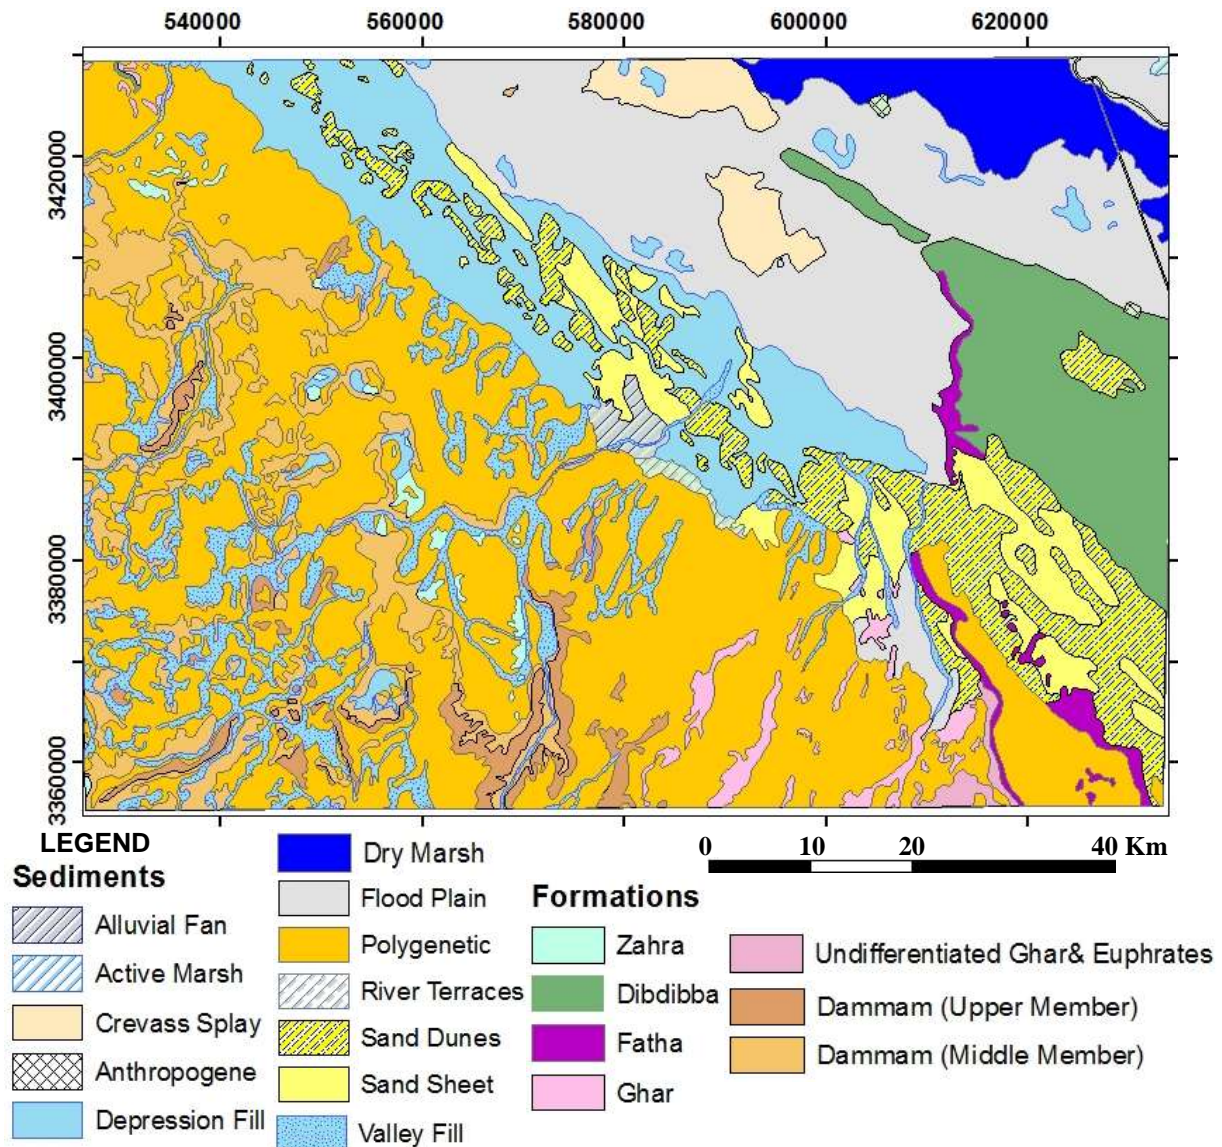 540000 560000 580000 600000 620000
3420000
3400000
3380000
3360000
LEGEND
0 10 20 40 Km
Sediments
Alluvial Fan
Active Marsh
Crevass Splay
Anthropogene
Depression Fill
Dry Marsh
Flood Plain
Polygenetic
River Terraces
Sand Dunes
Sand Sheet
Valley Fill
Formations
Zahra
Dibdibba
Fatha
Ghar
Undifferentiated Ghar& Euphrates
Dammam (Upper Member)
Dammam (Middle Member)